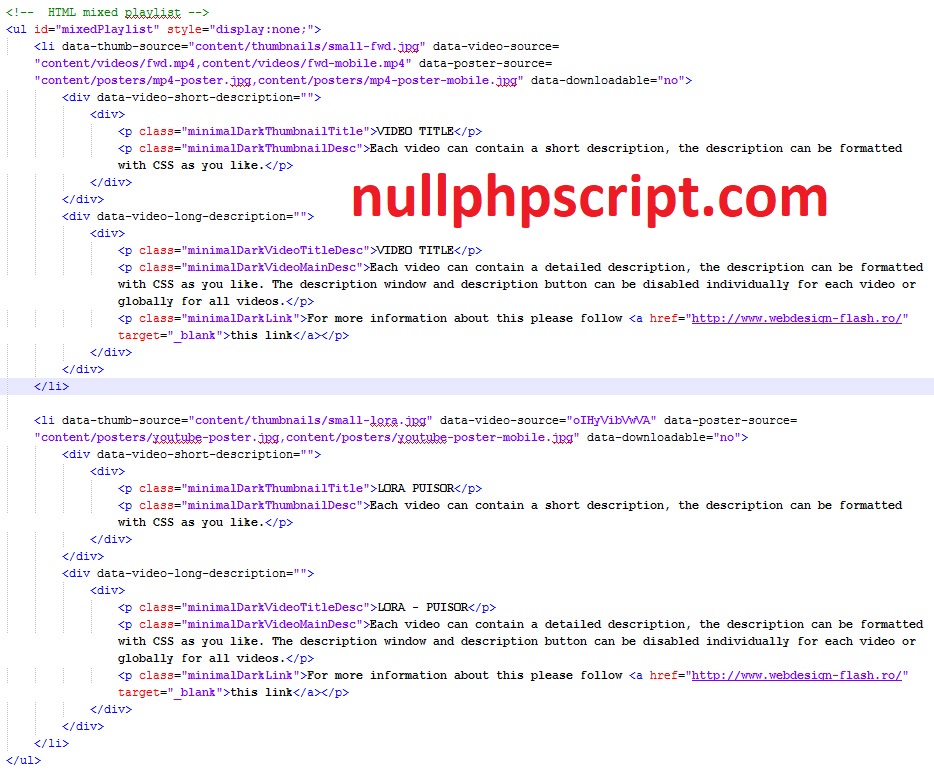 <!--  HTML mixed playlist -->
<ul id="mixedPlaylist" style="display:none;">
<li data-thumb-source="content/thumbnails/small-fwd.jpg" data-video-source=
"content/videos/fwd.mp4,content/videos/fwd-mobile.mp4" data-poster-source=
"content/posters/mp4-poster.jpg,content/posters/mp4-poster-mobile.jpg" data-downloadable="no">
<div data-video-short-description="">
<div>
<p class="minimalDarkThumbnailTitle">VIDEO TITLE</p>
<p class="minimalDarkThumbnailDesc">Each video can contain a short description, the description can be formatted
with CSS as you like.</p>
</div>
</div>
nullphpscript.com
<div data-video-long-description="">
<div>
<p class="minimalDarkVideoTitleDesc">VIDEO TITLE</p>
<p class="minimalDarkVideoMainDesc">Each video can contain a detailed description, the description can be formatted
with CSS as you like. The description window and description button can be disabled individually for each video or
globally for all videos.</p>
<p class="minimalDarkLink">For more information about this please follow <a href="http://www.webdesign-flash.ro/"
target="_blank">this link</a></p>
</div>
</div>
</li>
<li data-thumb-source="content/thumbnails/small-lora.jpg" data-video-source="oIHyVibVwVA" data-poster-source=
"content/posters/youtube-poster.jpg,content/posters/youtube-poster-mobile.jpg" data-downloadable="no">
<div data-video-short-description="">
<div>
<p class="minimalDarkThumbnailTitle">LORA PUISOR</p>
<p class="minimalDarkThumbnailDesc">Each video can contain a short description, the description can be formatted
with CSS as you like.</p>
</div>
</div>
<div data-video-long-description="">
<div>
<p class="minimalDarkVideoTitleDesc">LORA - PUISOR</p>
<p class="minimalDarkVideoMainDesc">Each video can contain a detailed description, the description can be formatted
with CSS as you like. The description window and description button can be disabled individually for each video or
globally for all videos.</p>
<p class="minimalDarkLink">For more information about this please follow <a href="http://www.webdesign-flash.ro/"
target="_blank">this link</a></p>
</div>
</div>
</li>
</ul>